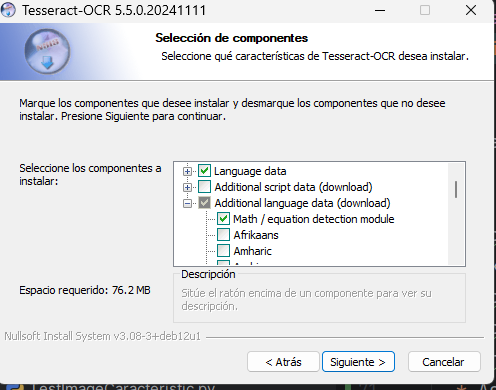 Tesseract-OCR 5.5.0.20241111
Selección de componentes
Seleccione qué características de Tesseract-OCR desea instalar.
Marque los componentes que desee instalar y desmarque los componentes que no desee
instalar. Presione Siguiente para continuar.
Seleccione los componentes a
instalar:
Language data
Additional script data (download)
Additional language data (download)
Math / equation detection module
Afrikaans
Amharic
Espacio requerido: 76.2 MB
Descripción
Sitúe el ratón encima de un componente para ver su
descripción.
Nullsoft Install System v3.08-3+deb12u1
< Atrás
Siguiente >
Cancelar